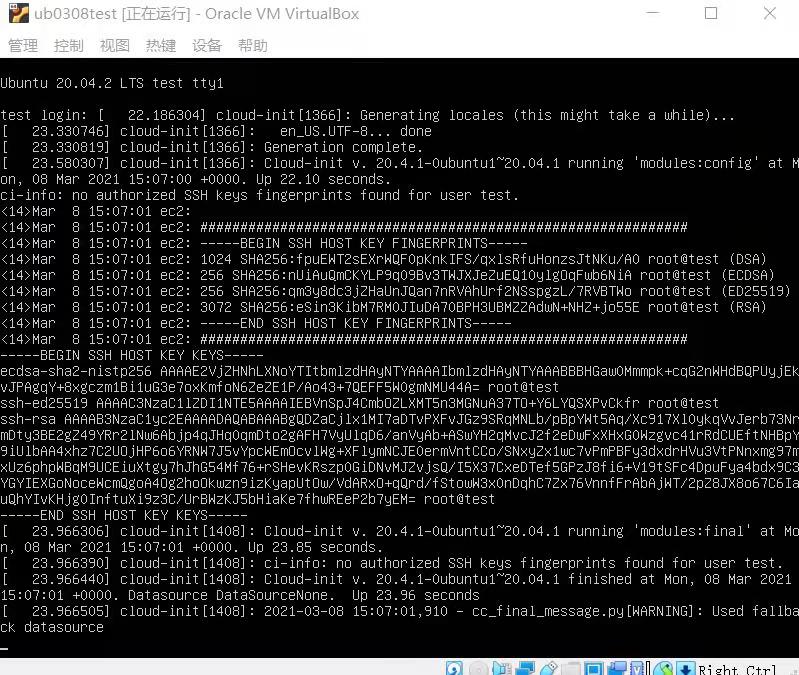 ub0308test [正在运行] - Oracle VM VirtualBox
管理 控制 视图 热键 设备 帮助
Ubuntu 20.04.2 LTS test tty1
test login: [   22.186304] cloud-init[1366]: Generating locales (this might take a while)...
[   23.330746] cloud-init[1366]:   en_US.UTF-8... done
[   23.330819] cloud-init[1366]: Generation complete.
[   23.580307] cloud-init[1366]: Cloud-init v. 20.4.1-0ubuntu1~20.04.1 running 'modules:config' at M
on, 08 Mar 2021 15:07:00 +0000. Up 22.10 seconds.
ci-info: no authorized SSH keys fingerprints found for user test.
<14>Mar  8 15:07:01 ec2:
<14>Mar  8 15:07:01 ec2: #############################################################
<14>Mar  8 15:07:01 ec2: -----BEGIN SSH HOST KEY FINGERPRINTS-----
<14>Mar  8 15:07:01 ec2: 1024 SHA256:fpuEWT2sEXrWQFOpKnkIFS/qxlsRfuHonzsJtNKu/A0 root@test (DSA)
<14>Mar  8 15:07:01 ec2: 256 SHA256:nUiAuQmCKYLP9q09Bv3TWJXJeZuEQ10ylgOqFwb6NiA root@test (ECDSA)
<14>Mar  8 15:07:01 ec2: 256 SHA256:qm3y8dc3jZHaUnJQan7nRVAhUrf2NSspgzL/7RVBTWo root@test (ED25519)
<14>Mar  8 15:07:01 ec2: 3072 SHA256:eSin3KibM7RM0JIuDA7OBPH3UBMZZAdwN+NHZ+jo55E root@test (RSA)
<14>Mar  8 15:07:01 ec2: -----END SSH HOST KEY FINGERPRINTS-----
<14>Mar  8 15:07:01 ec2: #############################################################
-----BEGIN SSH HOST KEY KEYS-----
ecdsa-sha2-nistp256 AAAAE2VjZHNhLXNoYTItbmlzdHAyNTYAAAAIbmlzdHAyNTYAAABBBHGawOMmmpk+cqG2nWHdBQPUyjEk
vJPAgqY+8xgczm1Bi1uG3e7oxKmfoN6ZeZE1P/Ao43+7QEFF5W0gmNMU44A= root@test
ssh-ed25519 AAAAC3NzaC1lZDI1NTE5AAAAIEBVnSpJ4CmbOZLXMT5n3MGNuA37TO+Y6LYQSXPvCkfr root@test
ssh-rsa AAAAB3NzaC1yc2EAAAADAQABAAABgQDZaCjlx1MI7aDTvPXFvJGz9SRqMNLb/pBpYWt5Aq/Xc917XlOykqVvJerb73Nr
mDty3BE2gZ49YRr2lNw6Abjp4qJHq0qmDto2gAFH7VyUlqD6/anVyAb+ASwYH2qMvcJ2f2eDwFxXHxGOWzgvc41rRdCUEftNHBpY
9iUlbAA4xhz7C2UOjHP6o6YRNW7J5vYpcWEmOcvlWg+XFlymNCJE0ermVntCCo/SNxyZx1wc7vPmPBFy3dxdrHVu3VtPNnxmg97m
xUz6phpWBqM9UCEiuXtgy7hJhG54Mf76+rSHevKRszp0GiDNvMJZvjsQ/I5X37CxeDTef5GPzJ8fi6+V19tSFc4DpuFya4bdx9C3
YGYIEXGoNoceWcmQgoA4Og2hoOkwzn9izKyapUtOw/VdARxO+qQrd/fStowW3xOnDqhC7Zx76VnnfFrAbAjWT/2pZ8JX8o67C6Ia
uQhYIvKHjg0InftuXi9z3C/UrBWzKJ5bHiaKe7fhwREeP2b7yEM= root@test
-----END SSH HOST KEY KEYS-----
[   23.966306] cloud-init[1408]: Cloud-init v. 20.4.1-0ubuntu1~20.04.1 running 'modules:final' at Mo
n, 08 Mar 2021 15:07:01 +0000. Up 23.85 seconds.
[   23.966390] cloud-init[1408]: ci-info: no authorized SSH keys fingerprints found for user test.
[   23.966440] cloud-init[1408]: Cloud-init v. 20.4.1-0ubuntu1~20.04.1 finished at Mon, 08 Mar 2021
15:07:01 +0000. Datasource DataSourceNone.  Up 23.96 seconds
[   23.966505] cloud-init[1408]: 2021-03-08 15:07:01,910 - cc_final_message.py[WARNING]: Used fallba
ck datasource
Right Ctrl